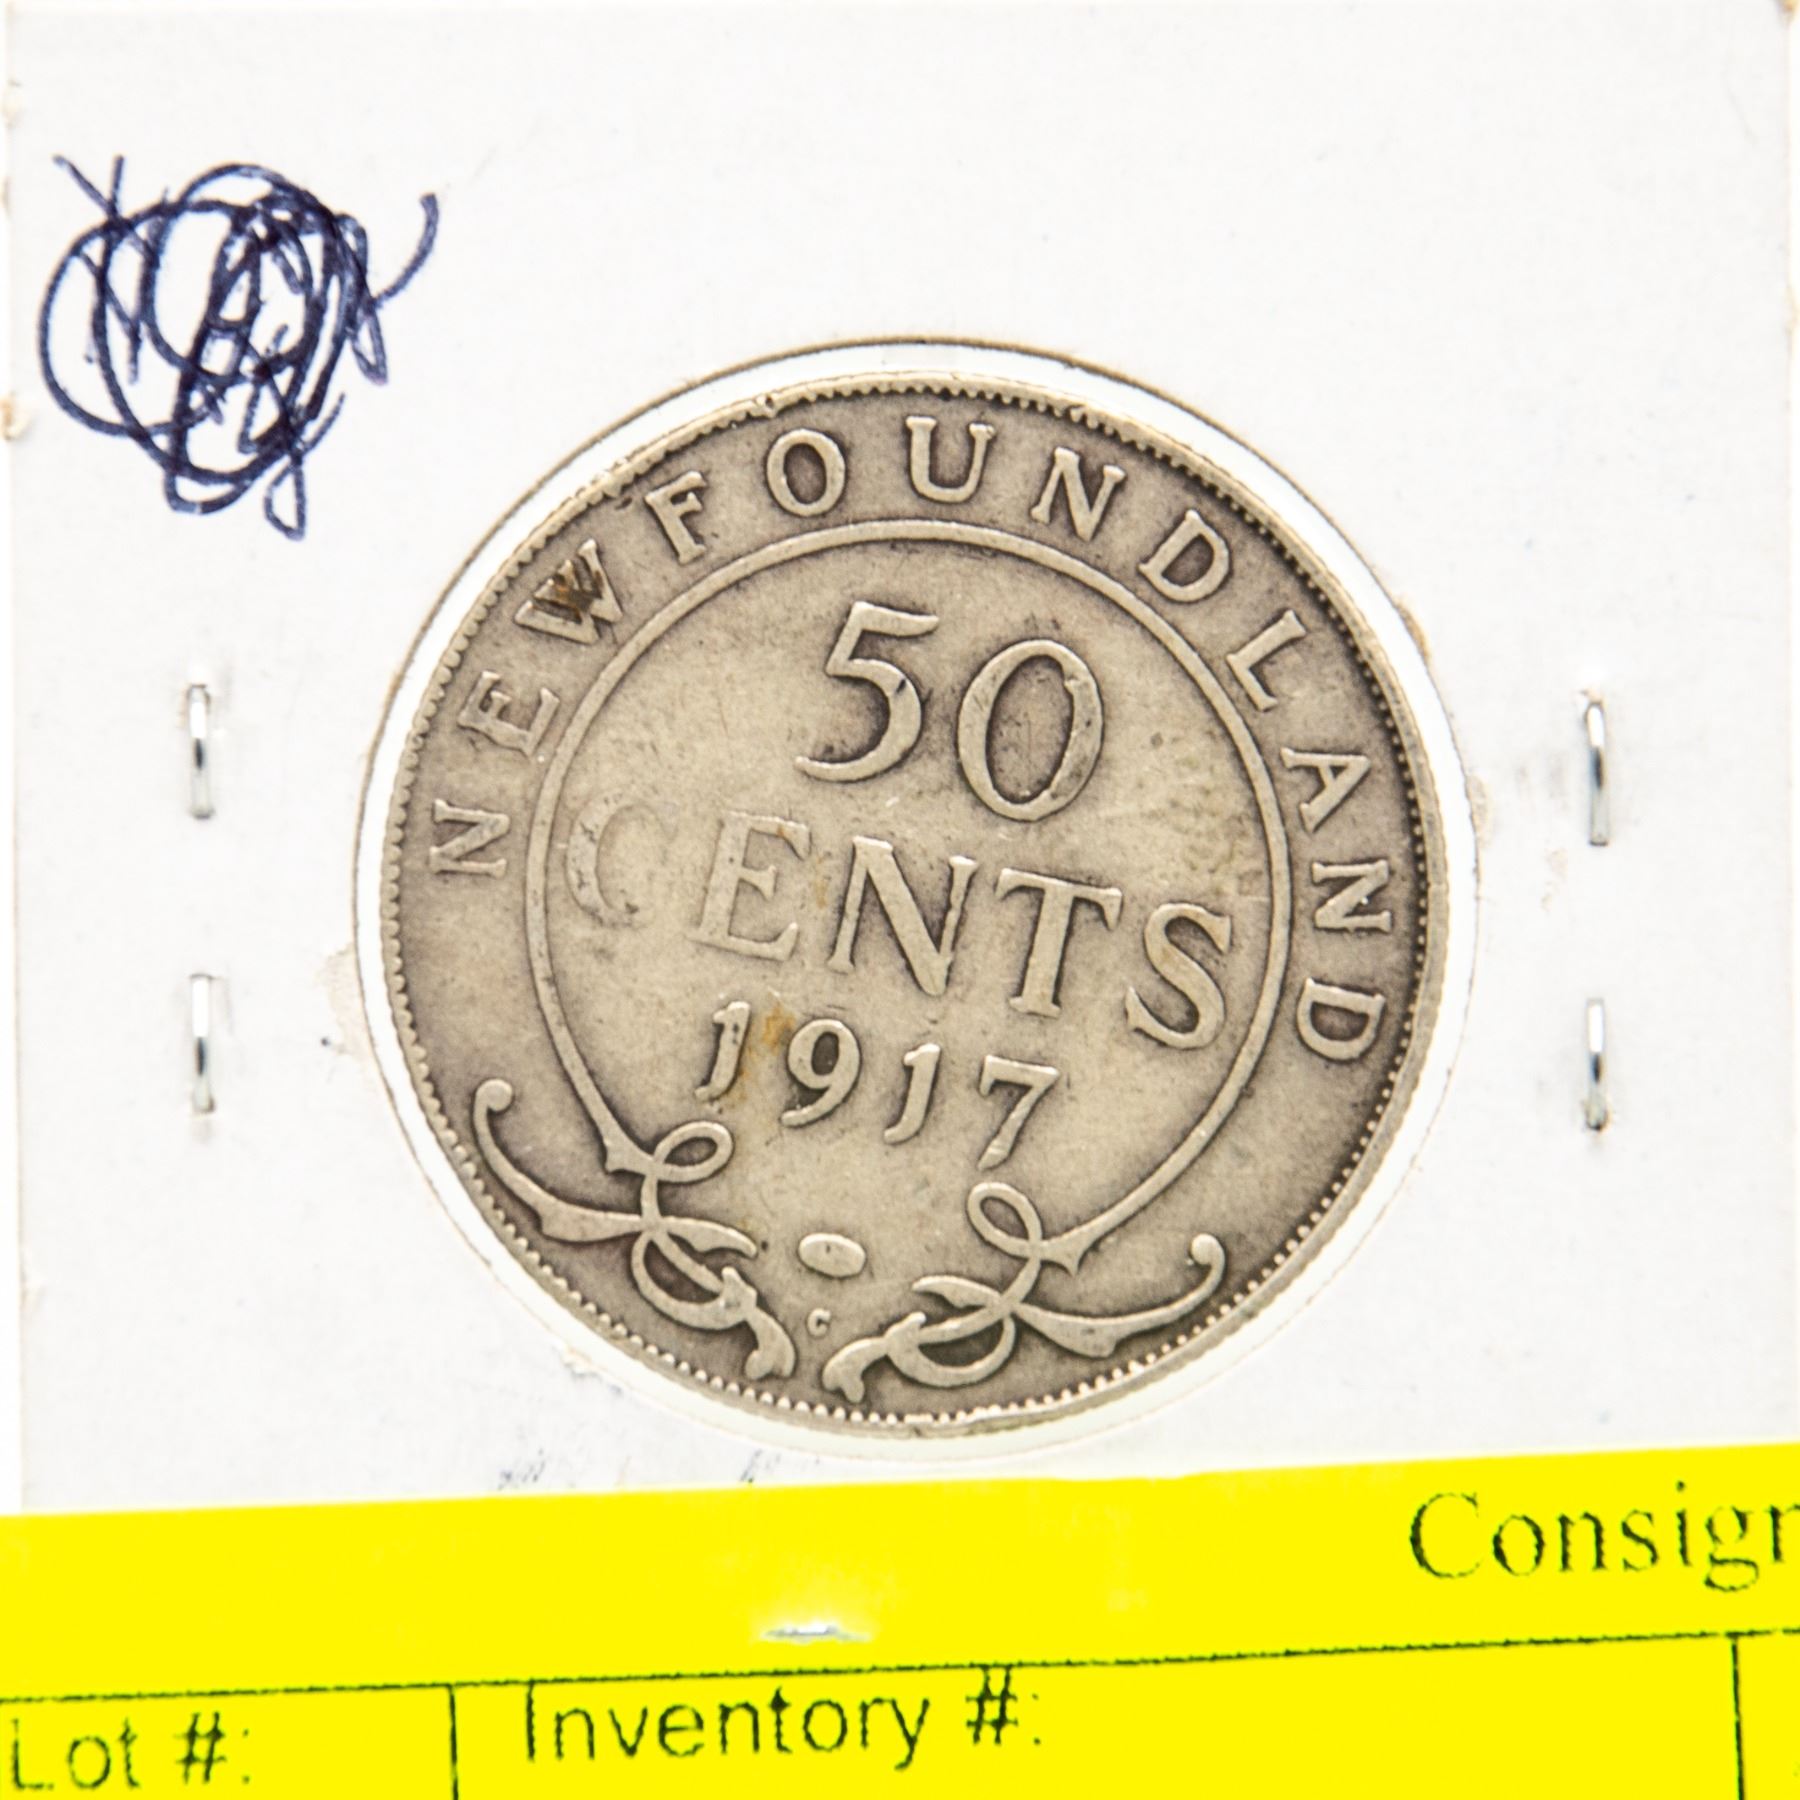 NEWFOUNDLAND
50
CENTS
1917
C
Consign
Lot #:
Inventory #: